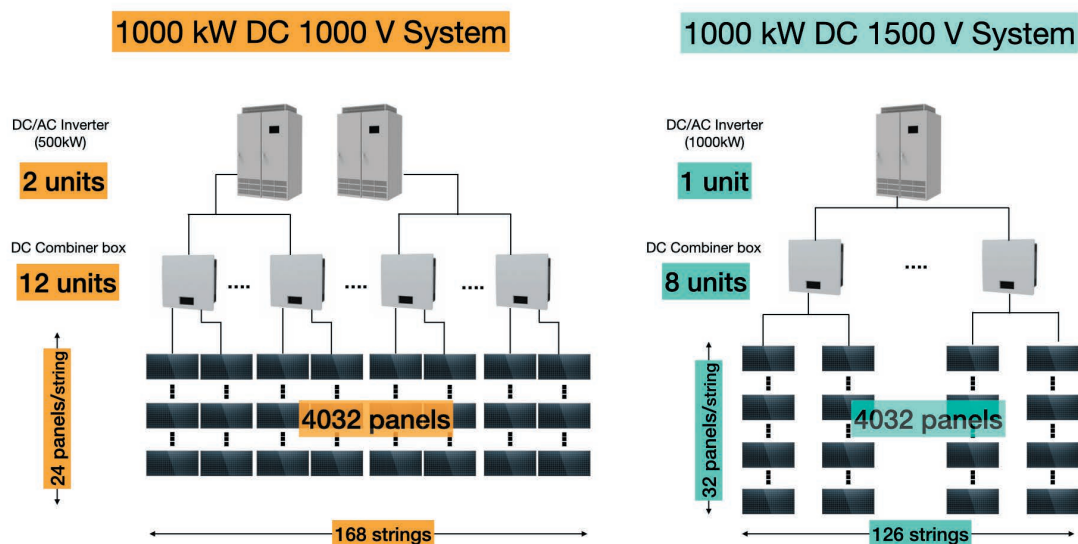 1000 kW DC 1000 V System
DC/AC Inverter
(500kW)
2 units
DC Combiner box
12 units
24 panels/string
4032 panels
168 strings
1000 kW DC 1500 V System
DC/AC Inverter
(1000kW)
1 unit
DC Combiner box
8 units
32 panels/string
4032 panels
126 strings